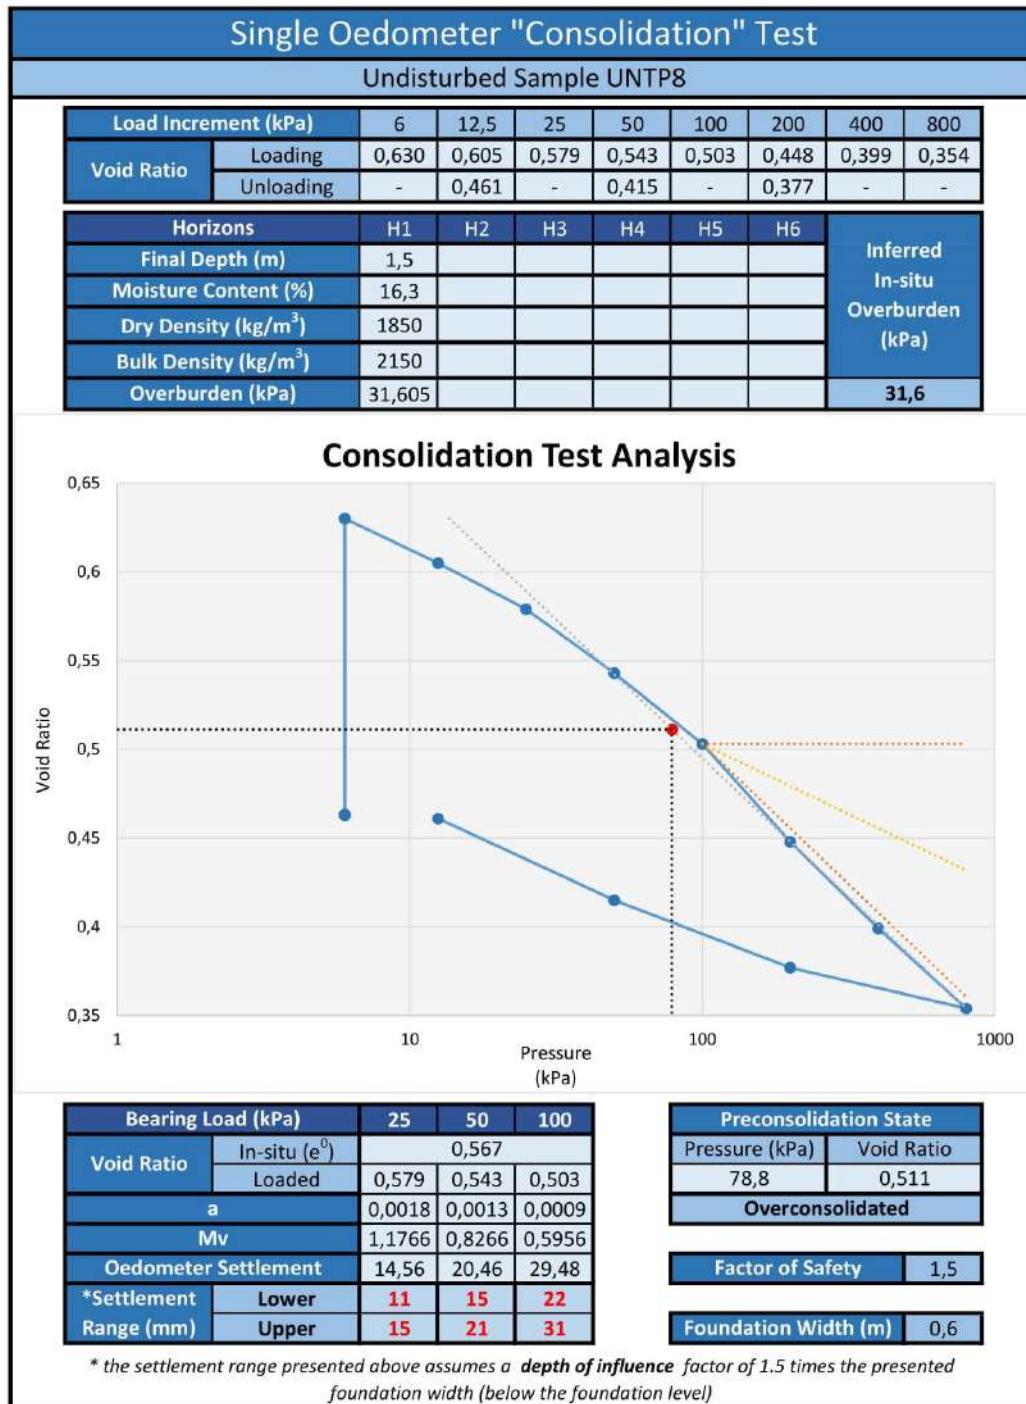 Single Oedometer "Consolidation" Test
Undisturbed Sample UNTP8
Load Increment (kPa) 6 12,5 25 50 100 200 400 800
Void Ratio Loading 0,630 0,605 0,579 0,543 0,503 0,448 0,399 0,354
Unloading - 0,461 - 0,415 - 0,377 - -
Horizons H1 H2 H3 H4 H5 H6 Inferred In-situ Overburden (kPa)
Final Depth (m) 1,5
Moisture Content (%) 16,3
Dry Density (kg/m³) 1850
Bulk Density (kg/m³) 2150
Overburden (kPa) 31,605 31,6
Consolidation Test Analysis
0,65
0,6
0,55
0,5
0,45
0,4
0,35
Void Ratio
1 10 100 1000
Pressure
(kPa)
Bearing Load (kPa) 25 50 100
Void Ratio In-situ (e⁰) 0,567
Loaded 0,579 0,543 0,503
a 0,0018 0,0013 0,0009
Mv 1,1766 0,8266 0,5956
Oedometer Settlement 14,56 20,46 29,48
*Settlement Lower 11 15 22
Range (mm) Upper 15 21 31
Preconsolidation State
Pressure (kPa) Void Ratio
78,8 0,511
Overconsolidated
Factor of Safety 1,5
Foundation Width (m) 0,6
* the settlement range presented above assumes a depth of influence factor of 1.5 times the presented
foundation width (below the foundation level)